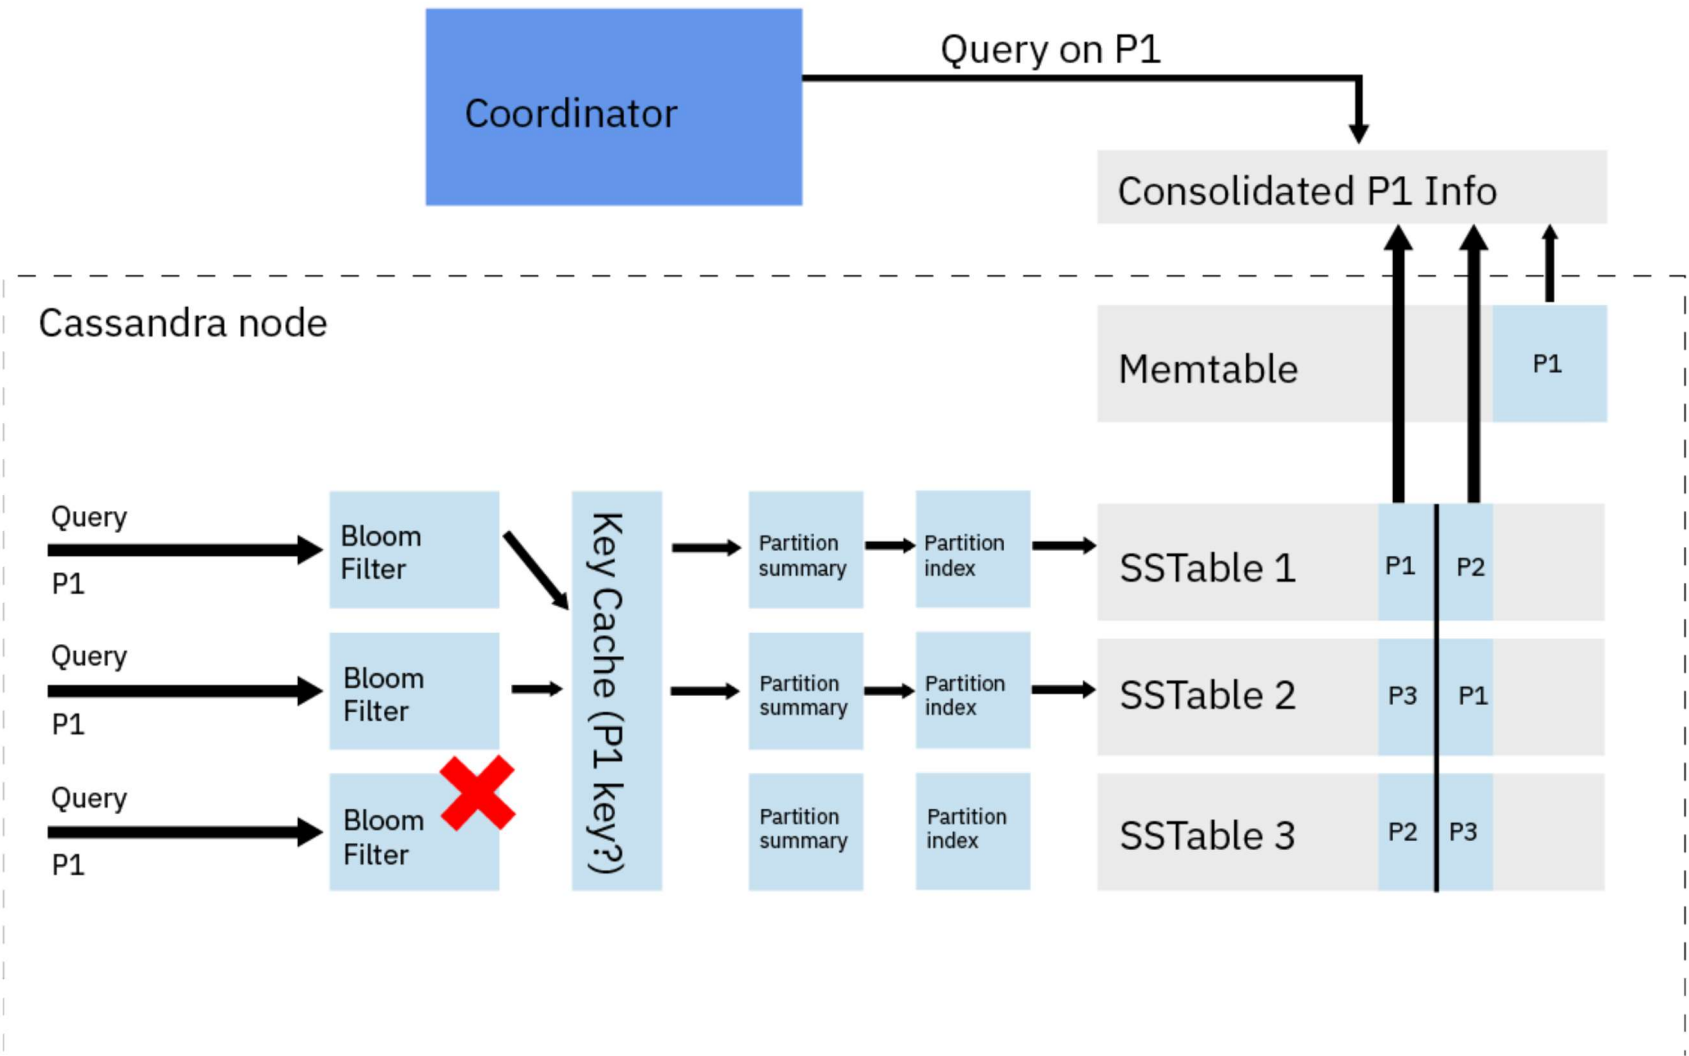 Query on P1
Coordinator
Consolidated P1 Info
Cassandra node
Memtable
P1
Query
P1
Bloom
Filter
Key Cache (P1 key?)
Partition
summary
Partition
index
SSTable 1
P1
P2
Query
P1
Bloom
Filter
Partition
summary
Partition
index
SSTable 2
P3
P1
Query
P1
Bloom
Filter
Partition
summary
Partition
index
SSTable 3
P2
P3